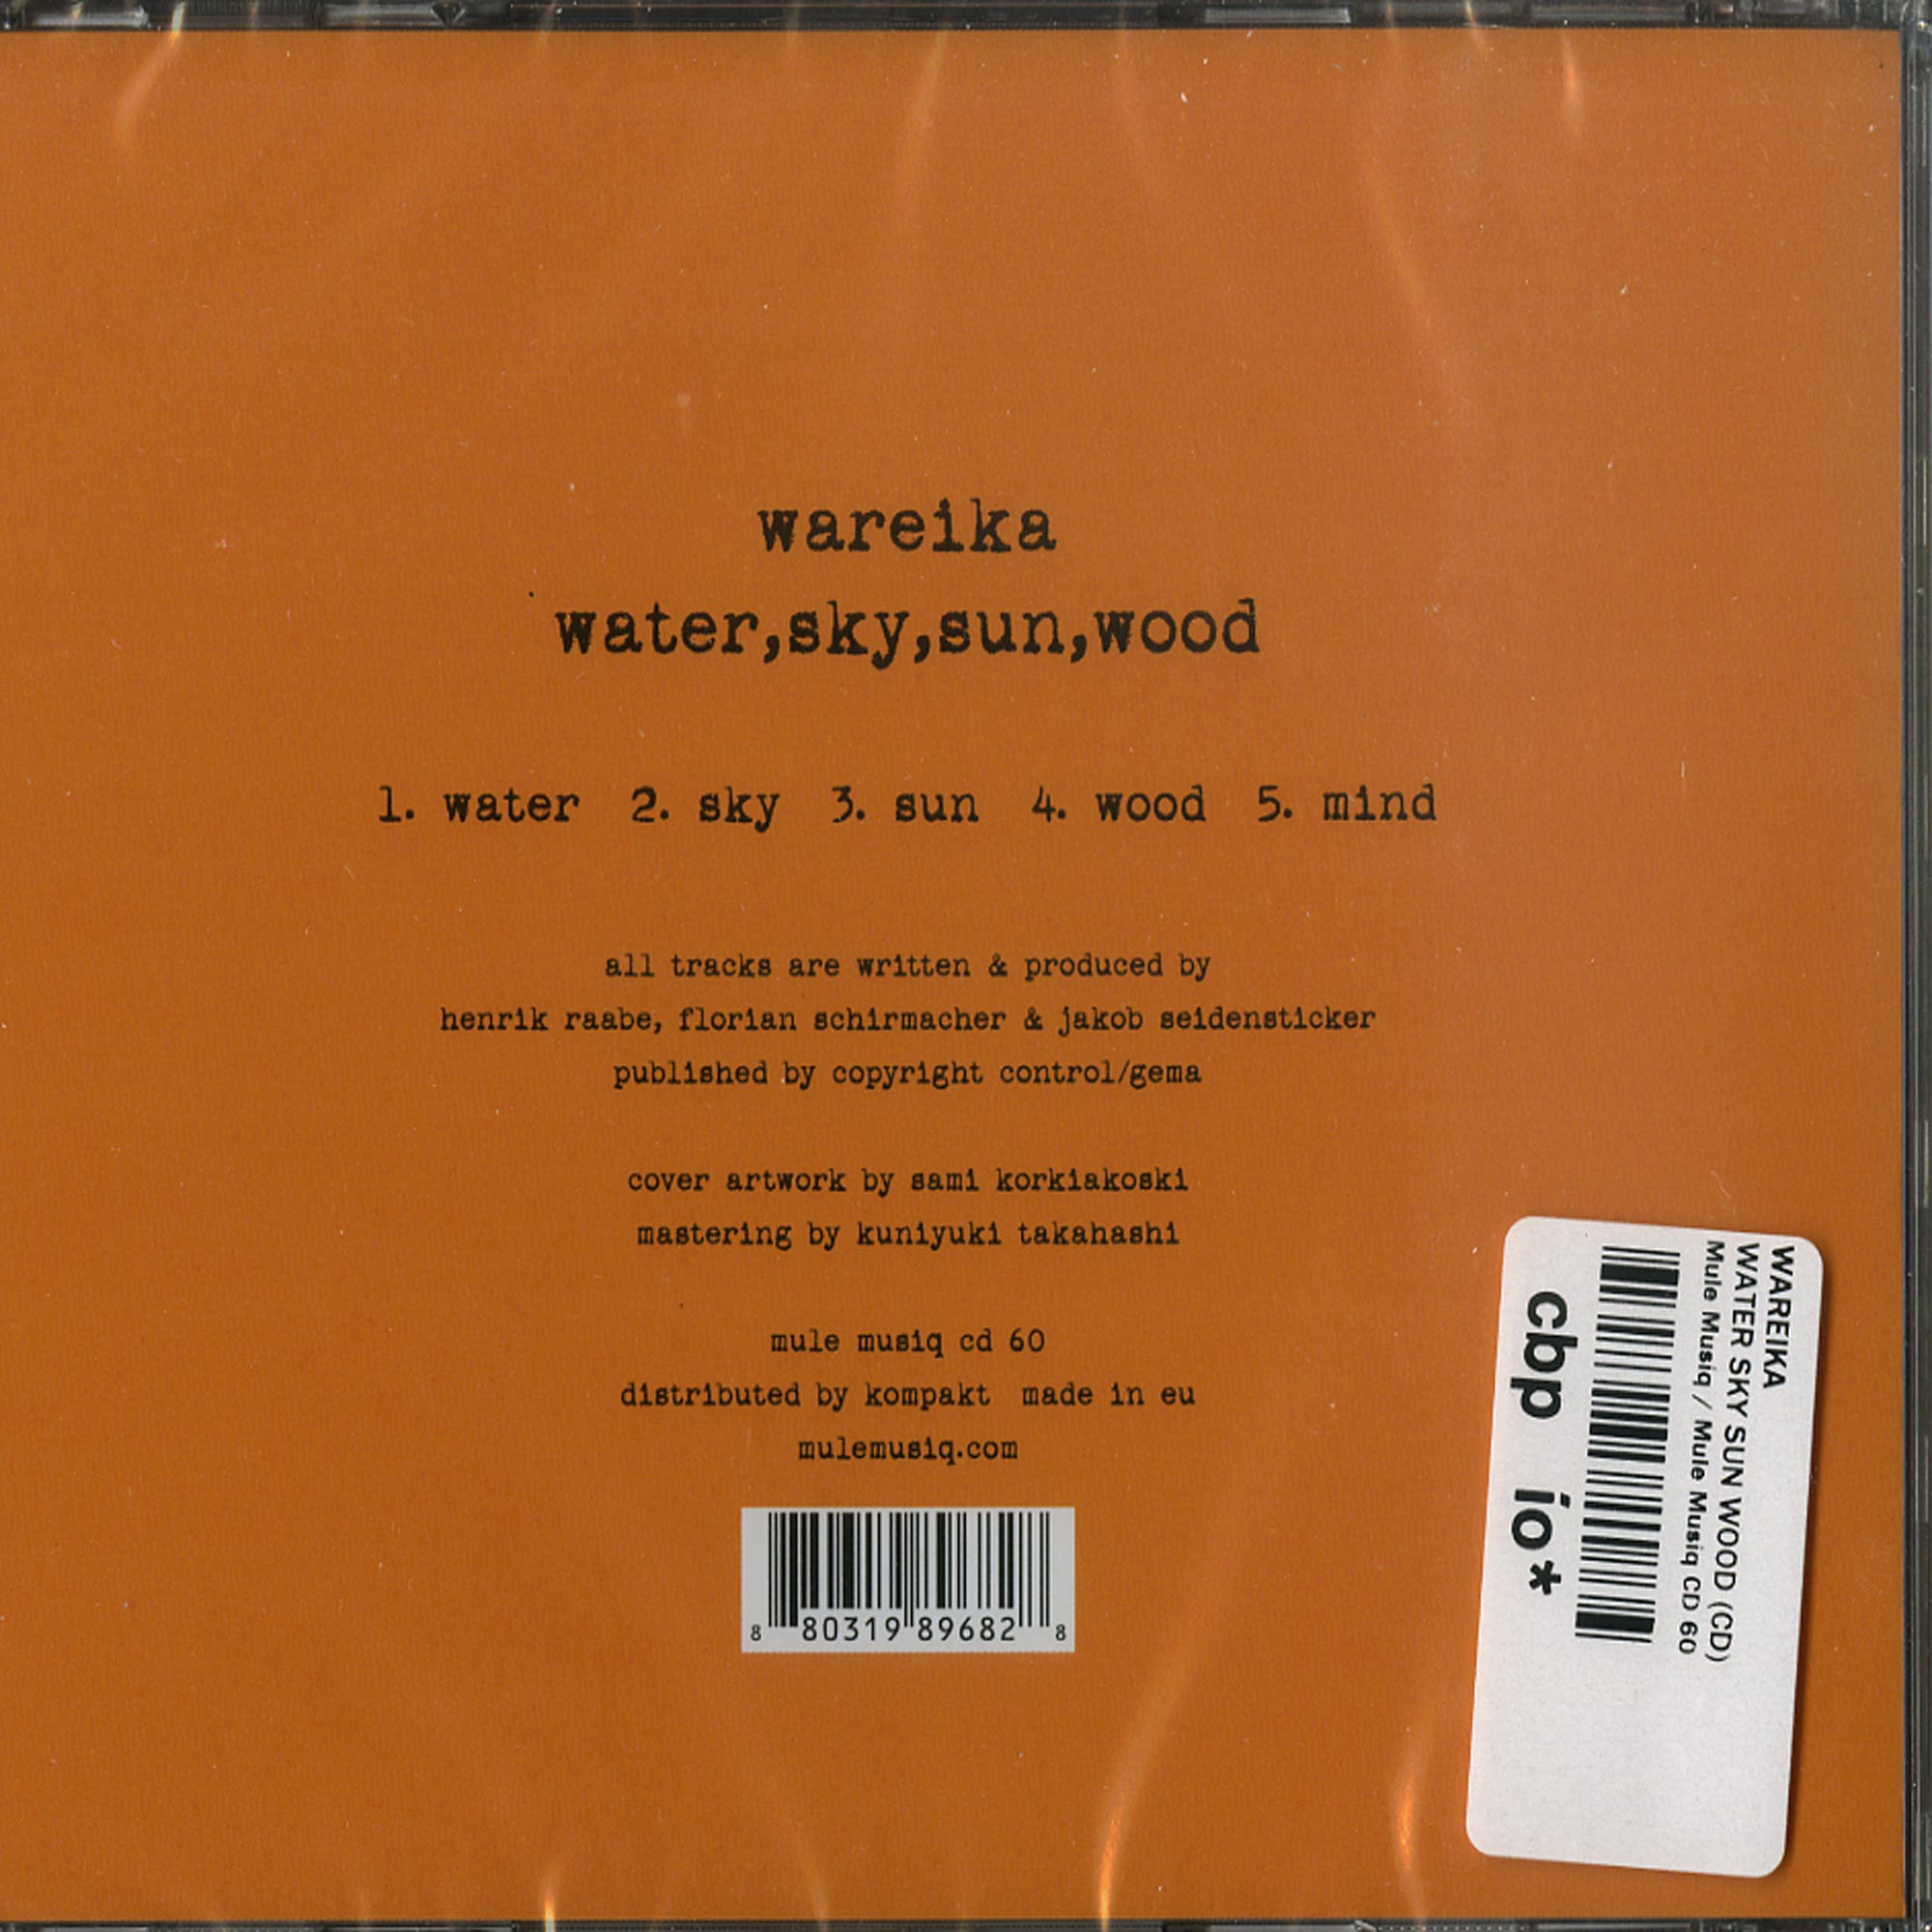 wareika
water,sky,sun,wood
1. water 2. sky 3. sun 4. wood 5. mind
all tracks are written & produced by
henrik raabe, florian schirmacher & jakob seidensticker
published by copyright control/gema
cover artwork by sami korkiakoski
mastering by kuniyuki takahashi
mule musiq cd 60
distributed by kompakt made in eu
mulemusiq.com
8 80319 89682 8
WAREIKA
WATER SKY SUN WOOD (CD)
Mule Musiq / Mule Musiq CD 60
cbp ío*